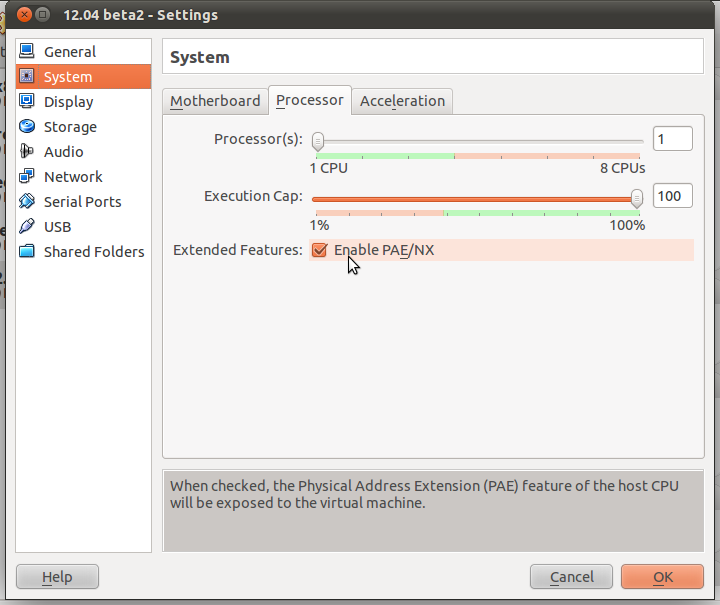 12.04 beta2 - Settings
General
System
Display
Storage
Audio
Network
Serial Ports
USB
Shared Folders
System
Motherboard Processor Acceleration
Processor(s): 1
1 CPU 8 CPUs
Execution Cap: 100
1% 100%
Extended Features: Enable PAE/NX
When checked, the Physical Address Extension (PAE) feature of the host CPU
will be exposed to the virtual machine.
Help Cancel OK